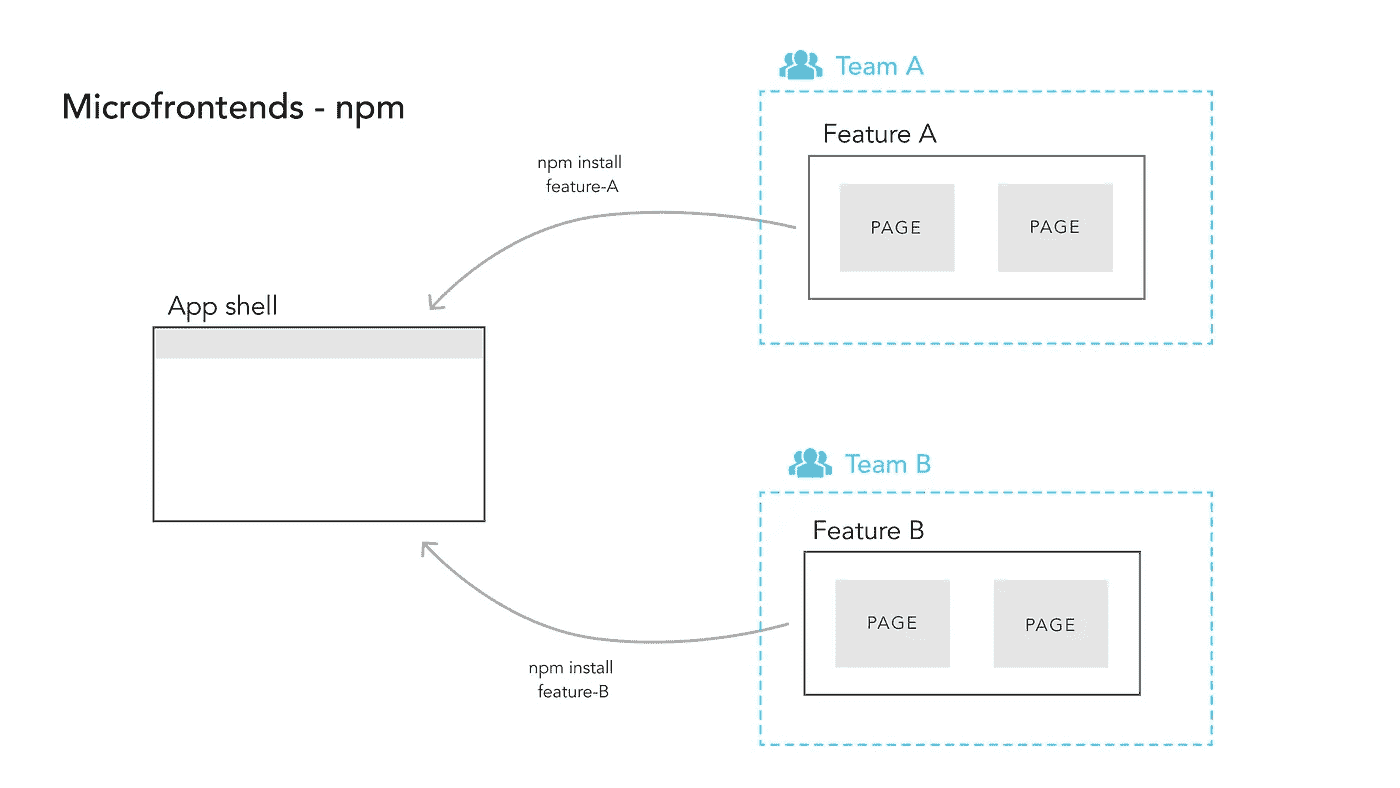 Microfrontends - npm
Team A
Feature A
PAGE
PAGE
npm install
feature-A
App shell
Team B
Feature B
PAGE
PAGE
npm install
feature-B